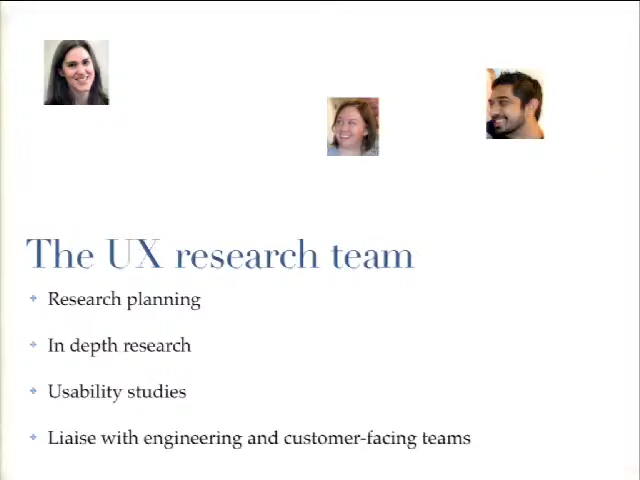 The UX research team
Research planning
In depth research
Usability studies
Liaise with engineering and customer-facing teams